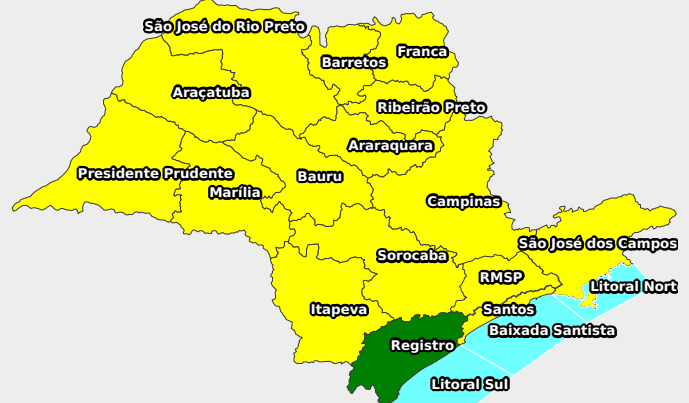 São José do Rio Preto
Franca
Barretos
Araçatuba
Ribeirão Preto
Araraquara
Presidente Prudente
Bauru
Marília
Campinas
São José dos Campos
Sorocaba
RMSP
Litoral Nort
Itapeva
Santos
Baixada Santista
Registro
Litoral Sul